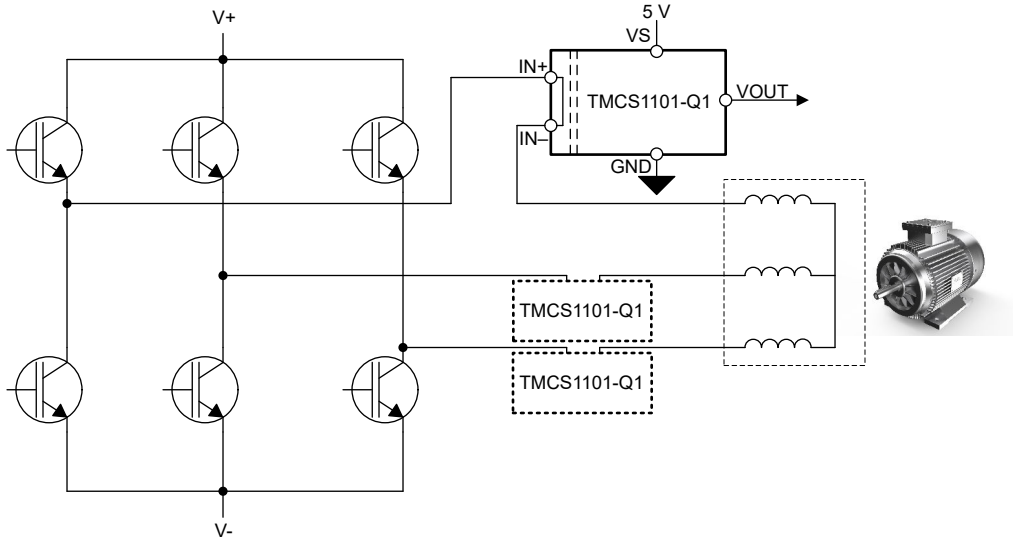 V+
5 V
VS
IN+
TMCS1101-Q1
VOUT
IN–
GND
TMCS1101-Q1
TMCS1101-Q1
V-